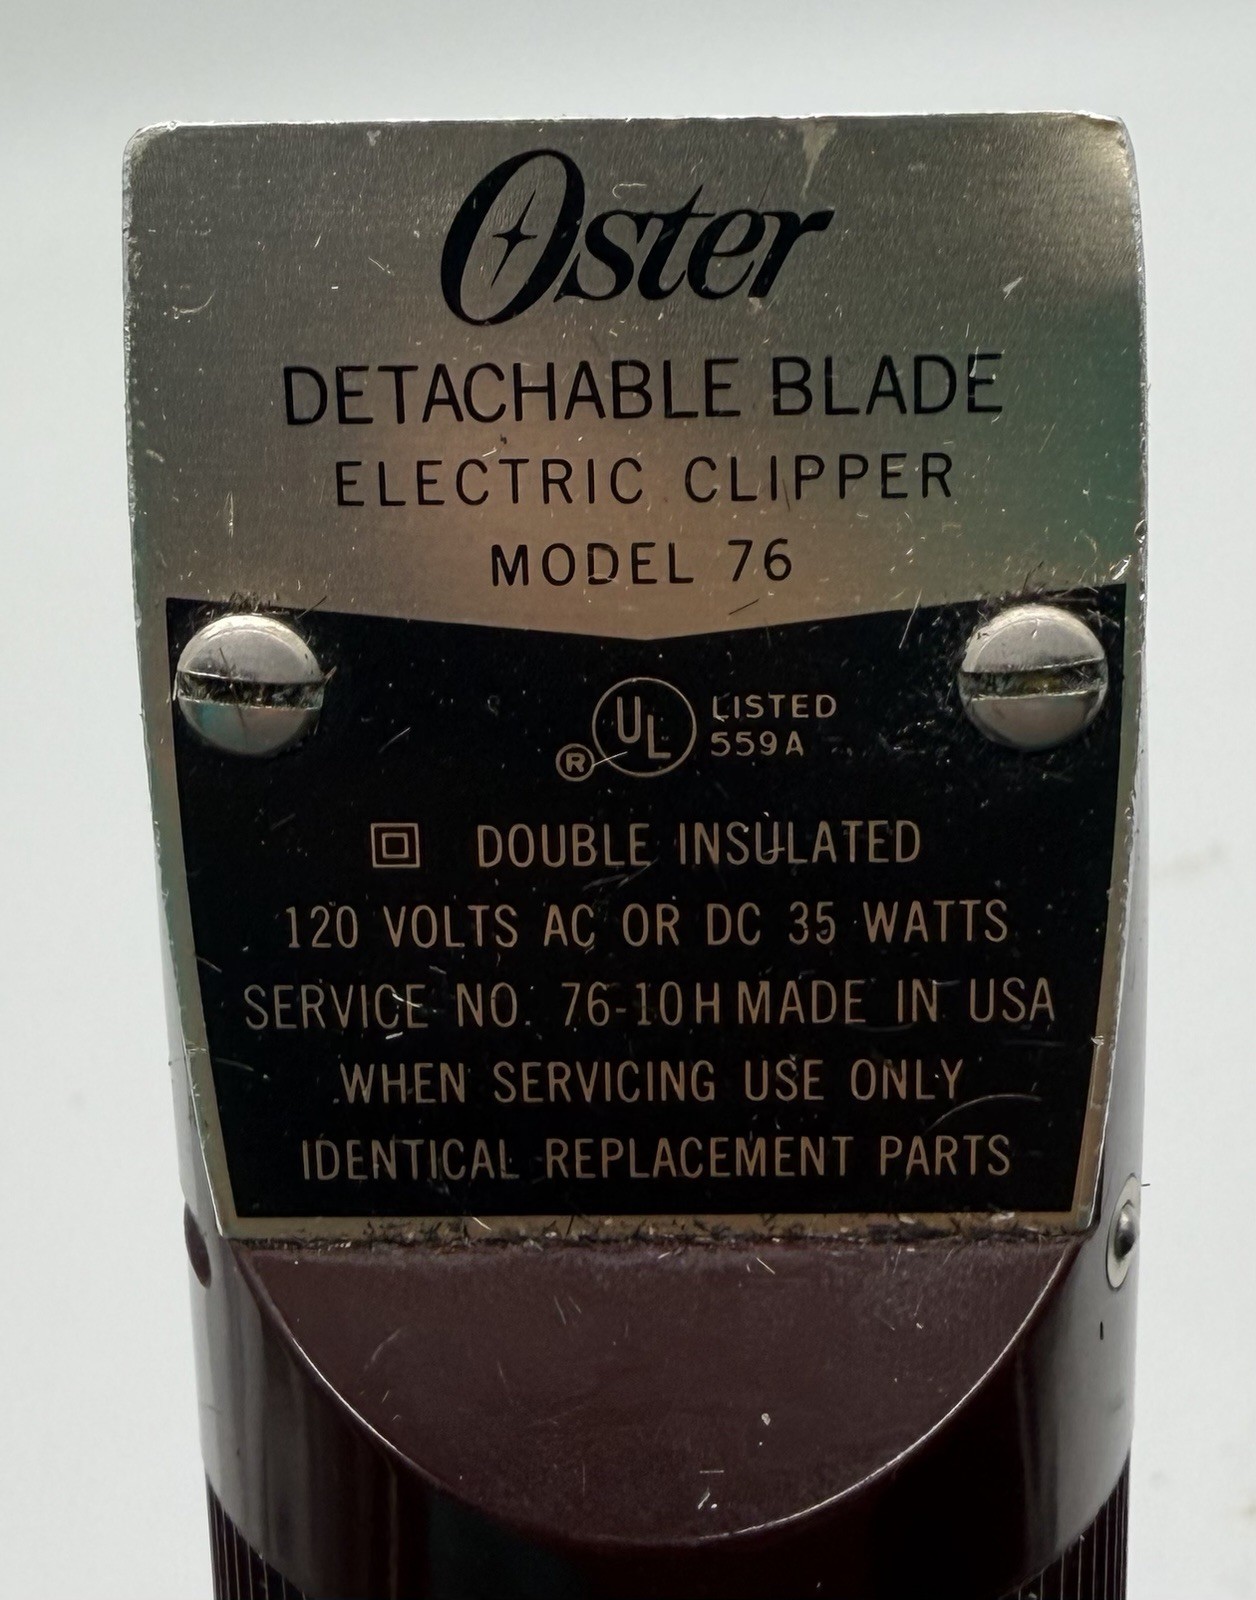 Oster
DETACHABLE BLADE
ELECTRIC CLIPPER
MODEL 76
UL LISTED
® 559A
DOUBLE INSULATED
120 VOLTS AC OR DC 35 WATTS
SERVICE NO. 76-10H MADE IN USA
WHEN SERVICING USE ONLY
IDENTICAL REPLACEMENT PARTS